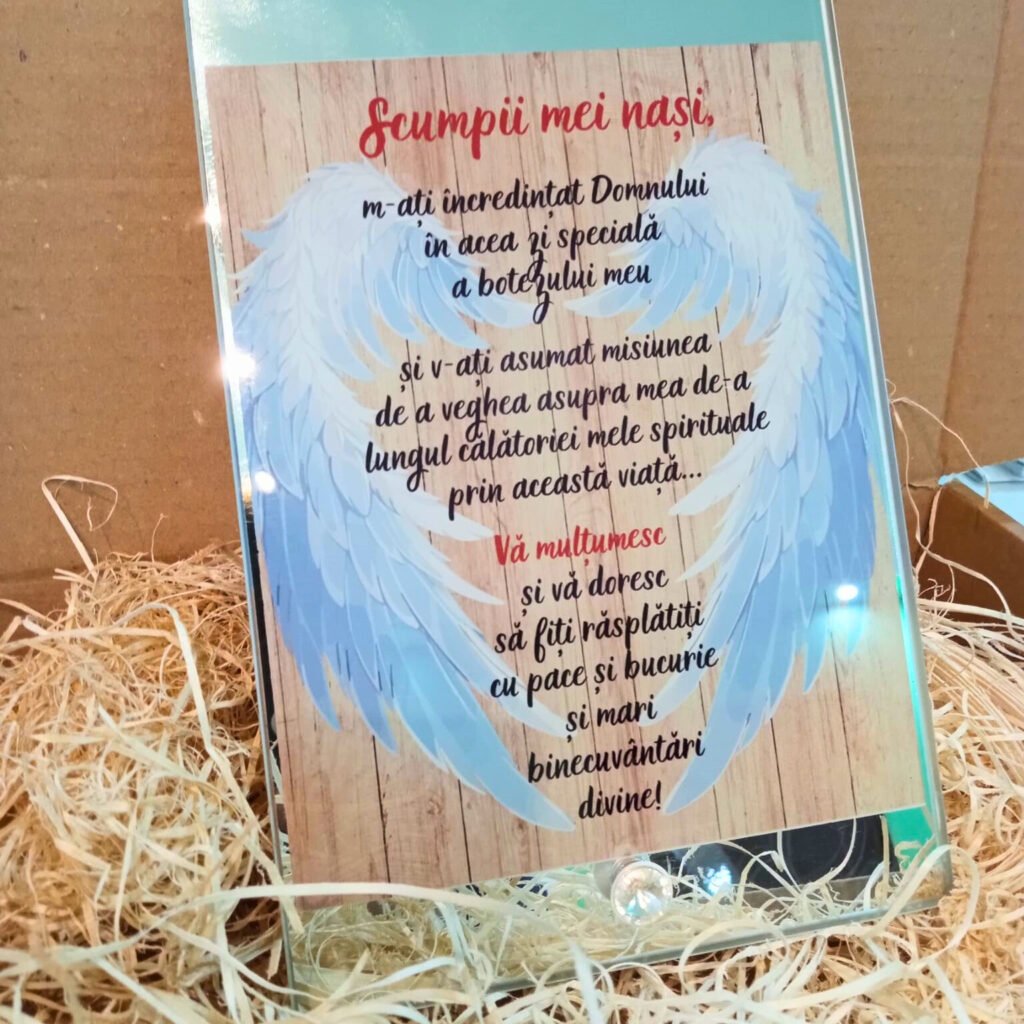 Scumpii mei nași,
m-ați încredințat Domnului
în acea zi specială
a botezului meu
și v-ați asumat misiunea
de a veghea asupra mea de-a
lungul călătoriei mele spirituale
prin această viață...
Vă mulțumesc
și vă doresc
să fiți răsplătiți
cu pace și bucurie
și mari
binecuvântări
divine!